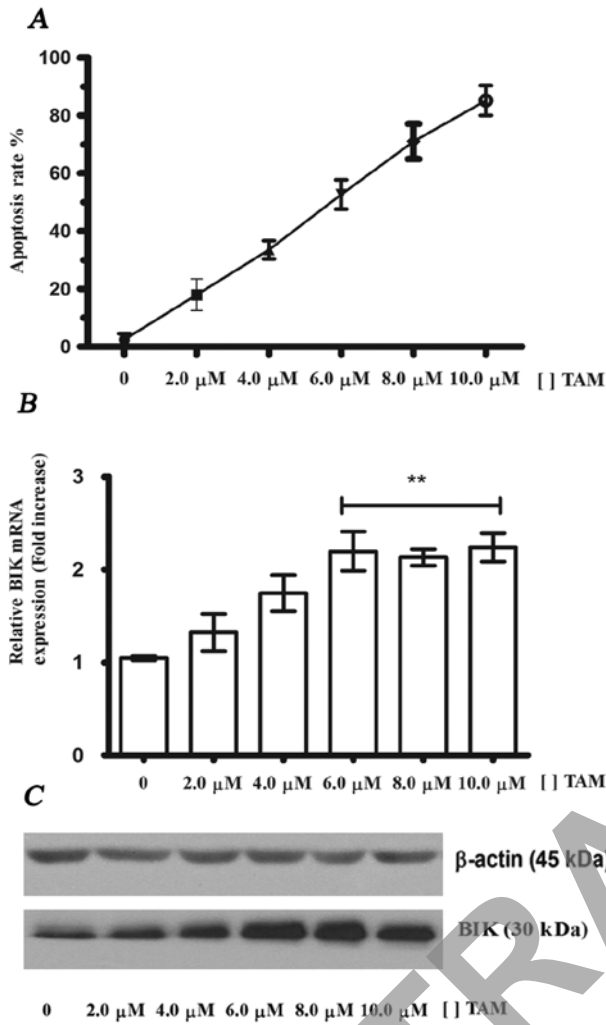 A
100
80
60
40
20
0
Apoptosis rate %
0 2.0 µM 4.0 µM 6.0 µM 8.0 µM 10.0 µM [ ] TAM
B
3
2
1
0
Relative BIK mRNA
expression (Fold increase)
**
0 2.0 µM 4.0 µM 6.0 µM 8.0 µM 10.0 µM [ ] TAM
C
β-actin (45 kDa)
BIK (30 kDa)
0 2.0 µM 4.0 µM 6.0 µM 8.0 µM 10.0 µM [ ] TAM
TRA